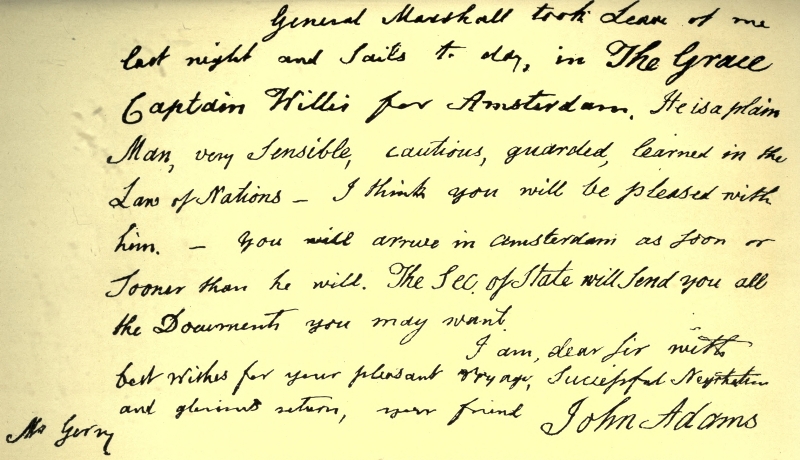 General Marshall took Leave of me
last night and Sails to day, in The Grace
Captain Willis for Amsterdam. He is a plain
Man, very Sensible, cautious, guarded, learned in the
Law of Nations — I think you will be pleased with
him. — you will arrive in Amsterdam as soon or
Sooner than he will. The Sec. of State will Send you all
the Documents you may want.
I am, dear Sir with
best wishes for your pleasant Voyage, Successful Negotiation
and glorious return, your friend John Adams
Mr Gerry